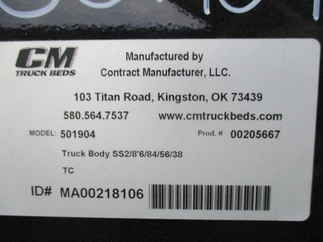 CM
TRUCK BEDS
Manufactured by
Contract Manufacturer, LLC.
103 Titan Road, Kingston, OK 73439
580.564.7537 www.cmtruckbeds.com
MODEL: 501904 Prod. # 00205667
Truck Body SS2/8'6/84/56/38
TC
ID# MA00218106